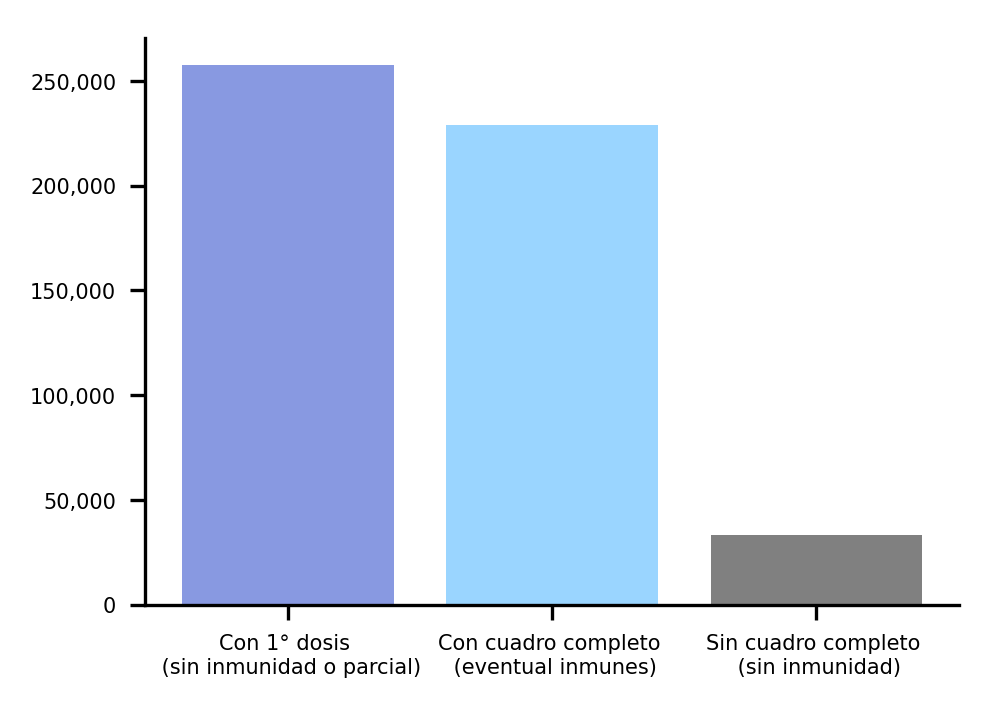 250,000
200,000
150,000
100,000
50,000
0
Con 1° dosis
(sin inmunidad o parcial)
Con cuadro completo
(eventual inmunes)
Sin cuadro completo
(sin inmunidad)